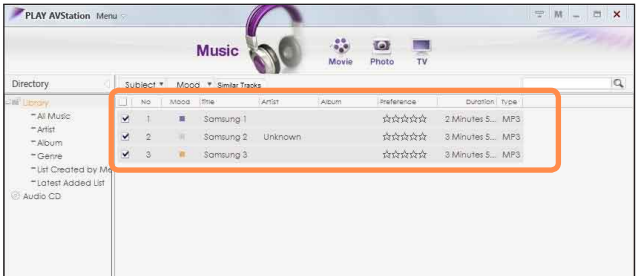 PLAY AVStation Menu
M
Music
Movie Photo TV
Directory
Subject Mood Similar Tracks
Library
No Mood Title Artist Album Preference Duration Type
All Music
1 Samsung 1 2 Minutes 5... MP3
Artist
2 Samsung 2 Unknown 3 Minutes 5... MP3
Album
3 Samsung 3 3 Minutes 5... MP3
Genre
List Created by Me
Latest Added List
Audio CD